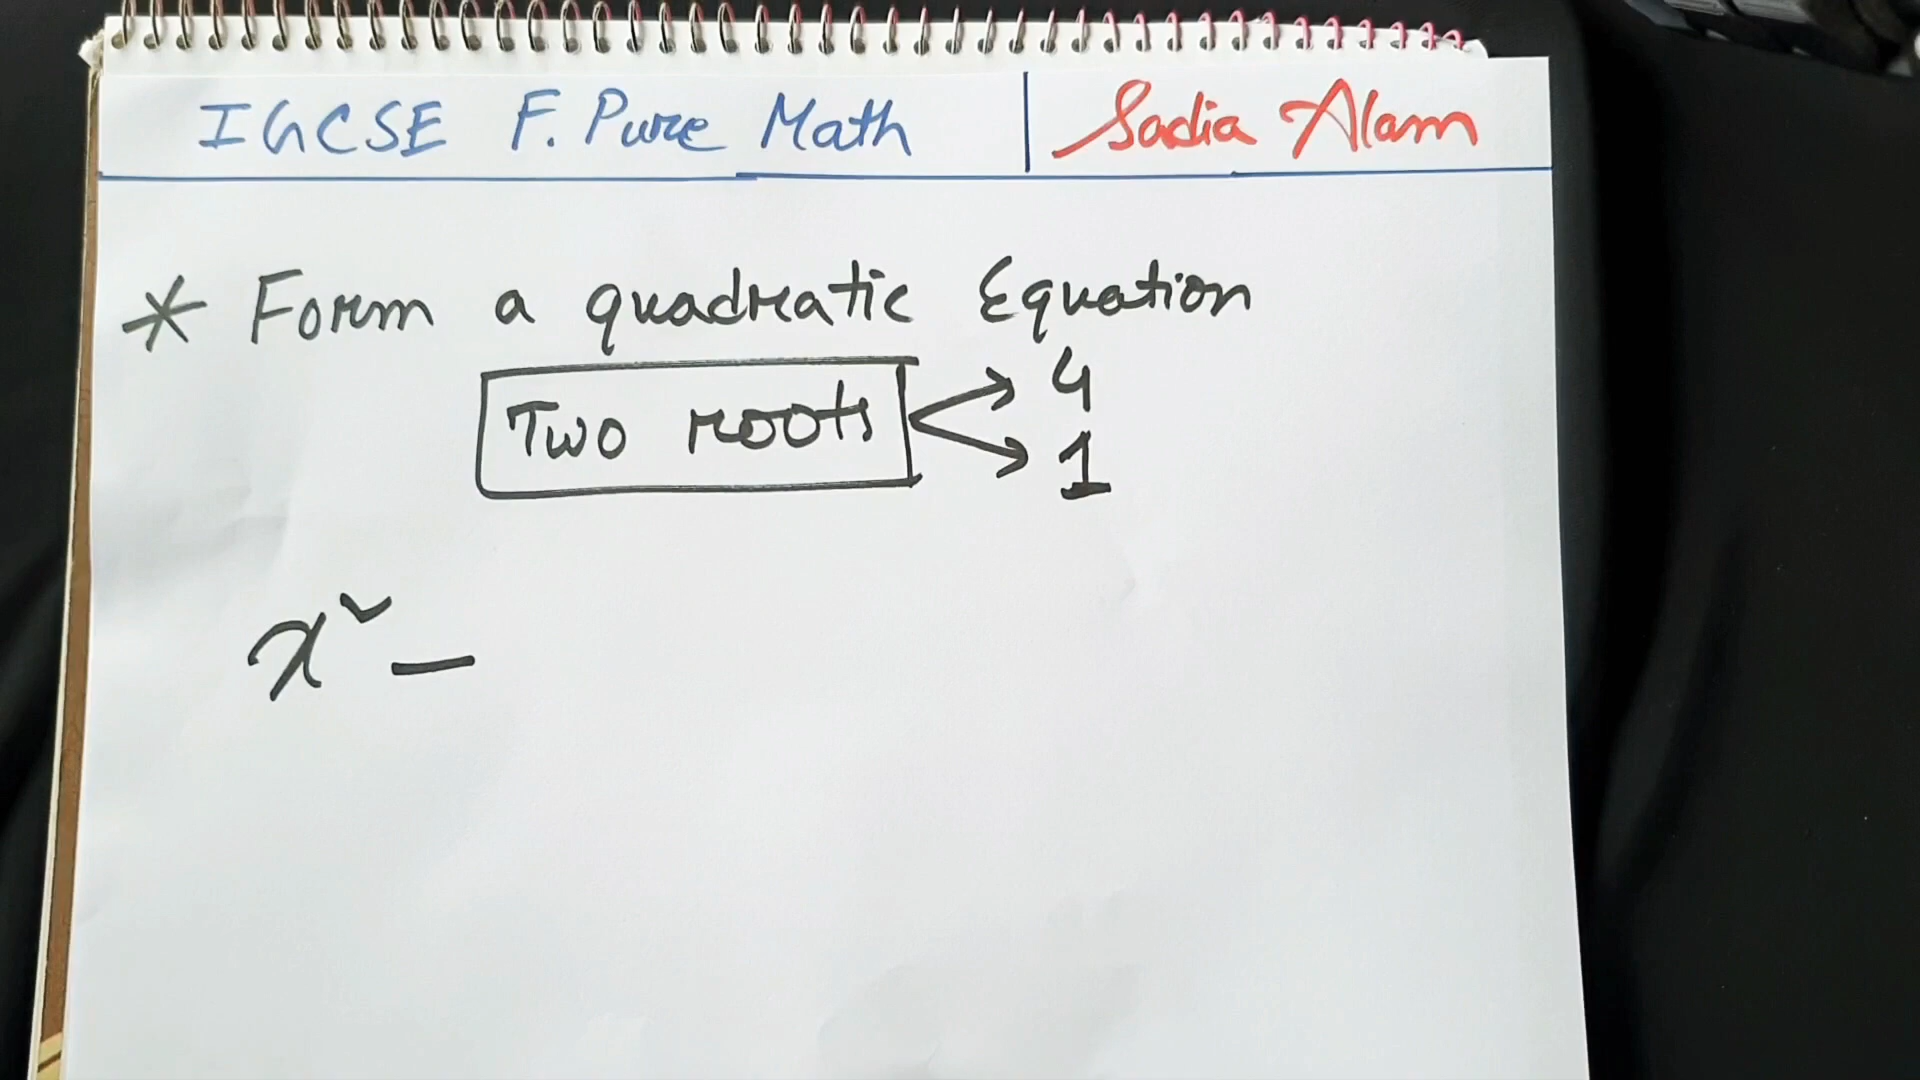 IGCSE F. Pure Math | Sadia Alam
* Form a quadratic Equation
Two roots
4
1
x² −